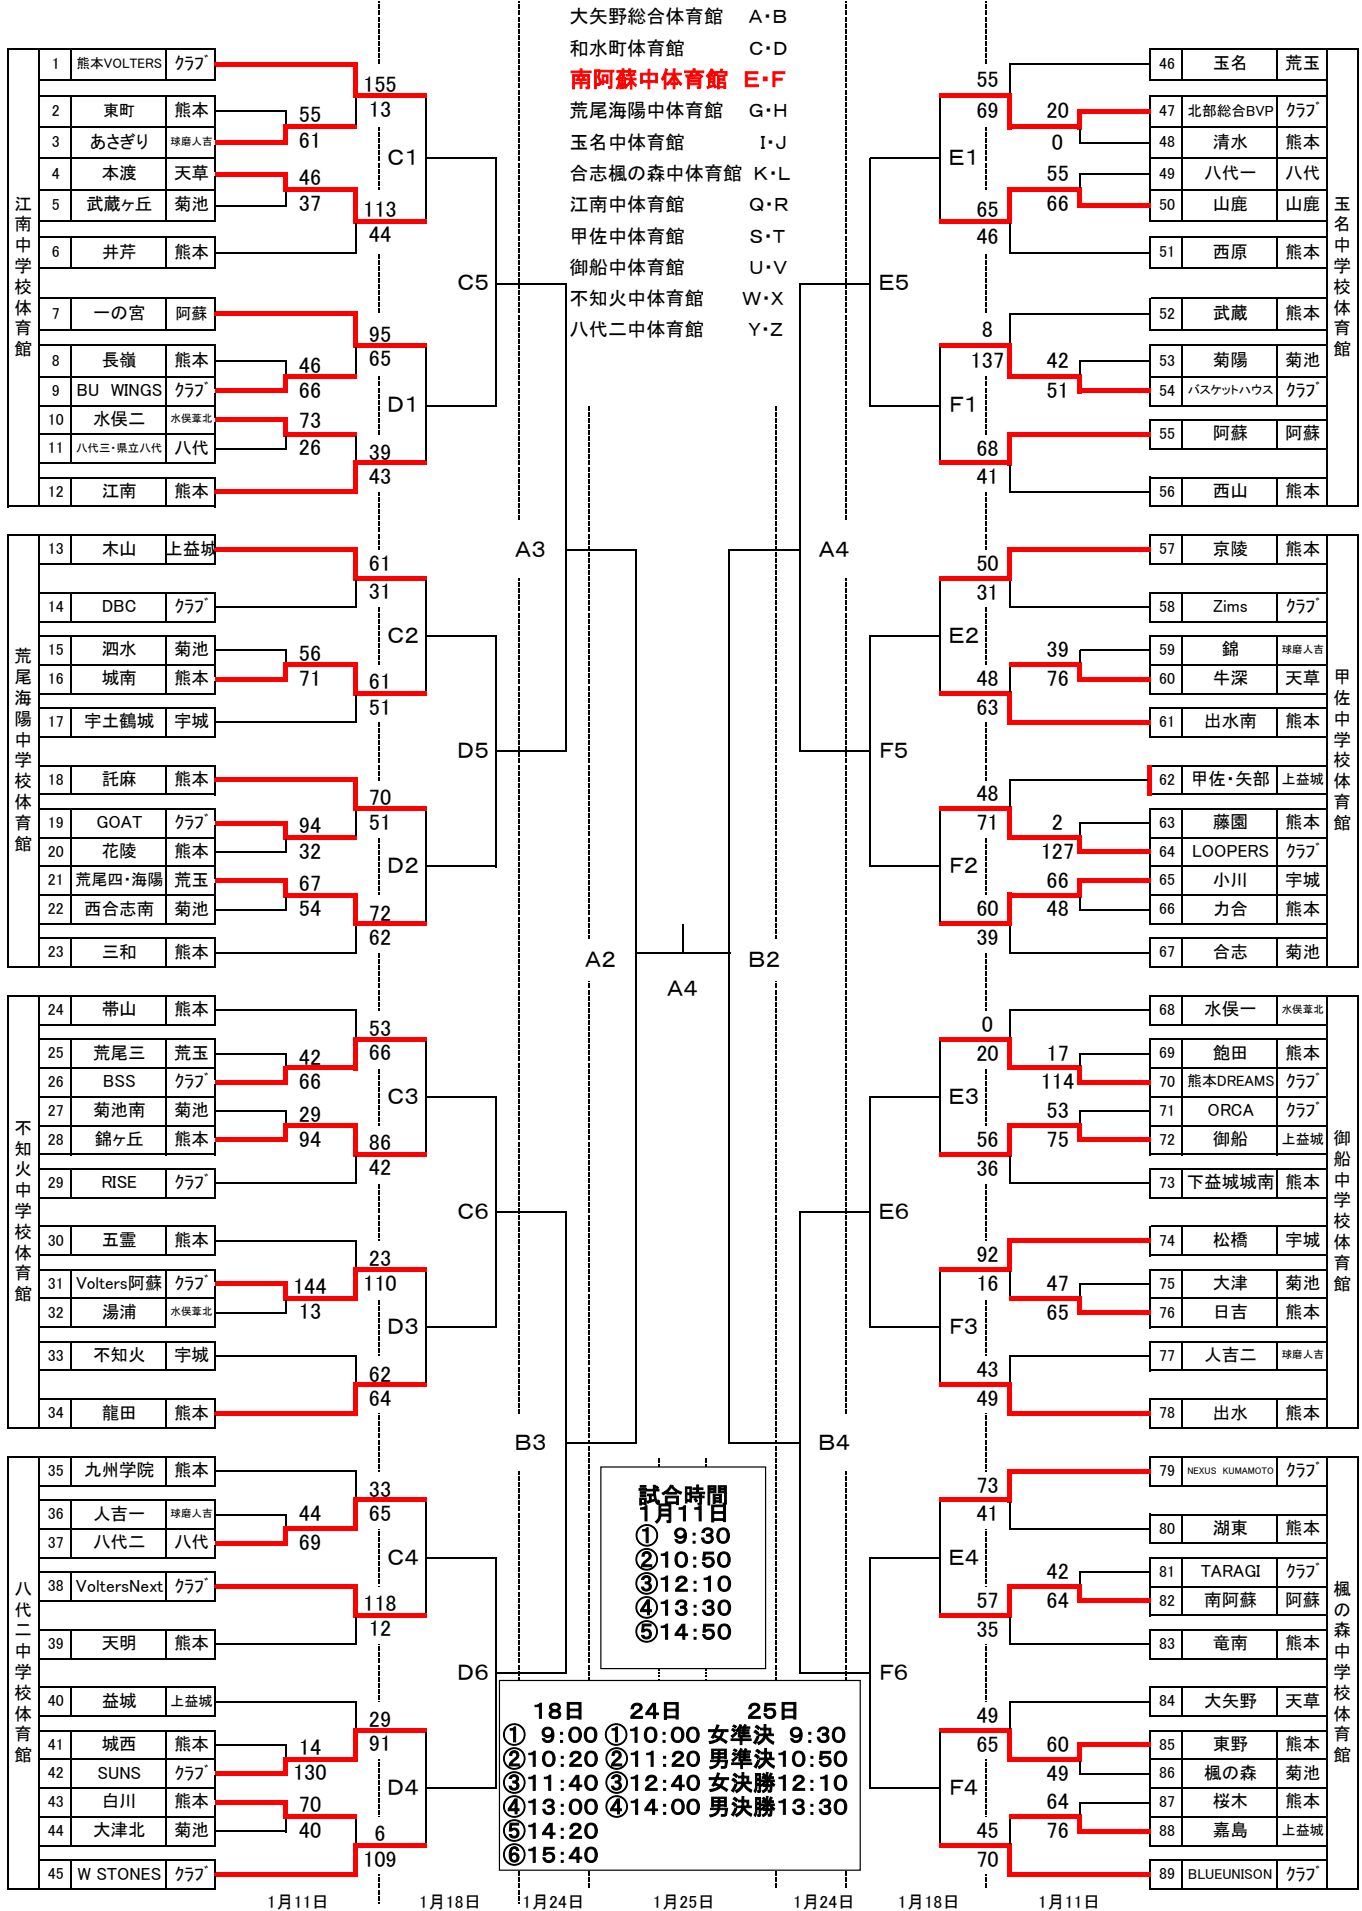 大矢野総合体育館 A・B
和水町体育館 C・D
南阿蘇中体育館 E・F
荒尾海陽中体育館 G・H
玉名中体育館 I・J
合志楓の森中体育館 K・L
江南中体育館 Q・R
甲佐中体育館 S・T
御船中体育館 U・V
不知火中体育館 W・X
八代二中体育館 Y・Z
江南中学校体育館
1 熊本VOLTERS クラブ
2 東町 熊本
3 あさぎり 球磨人吉
4 本渡 天草
5 武蔵ヶ丘 菊池
6 井芹 熊本
7 一の宮 阿蘇
8 長嶺 熊本
9 BU WINGS クラブ
10 水俣二 水俣葦北
11 八代三・県立八代 八代
12 江南 熊本
155
13
55
61
46
37
113
44
95
65
46
66
73
26
39
43
C1
D1
C5
荒尾海陽中学校体育館
13 木山 上益城
14 DBC クラブ
15 泗水 菊池
16 城南 熊本
17 宇土鶴城 宇城
18 託麻 熊本
19 GOAT クラブ
20 花陵 熊本
21 荒尾四・海陽 荒玉
22 西合志南 菊池
23 三和 熊本
61
31
56
71
61
51
70
51
94
32
67
54
72
62
C2
D2
D5
A3
不知火中学校体育館
24 帯山 熊本
25 荒尾三 荒玉
26 BSS クラブ
27 菊池南 菊池
28 錦ヶ丘 熊本
29 RISE クラブ
30 五霊 熊本
31 Volters阿蘇 クラブ
32 湯浦 水俣葦北
33 不知火 宇城
34 龍田 熊本
53
66
42
66
29
94
86
42
23
110
144
13
62
64
C3
D3
C6
八代二中学校体育館
35 九州学院 熊本
36 人吉一 球磨人吉
37 八代二 八代
38 VoltersNext クラブ
39 天明 熊本
40 益城 上益城
41 城西 熊本
42 SUNS クラブ
43 白川 熊本
44 大津北 菊池
45 W STONES クラブ
33
65
44
69
118
12
29
91
14
130
70
40
6
109
C4
D4
D6
B3
A2
A4
B2
玉名中学校体育館
46 玉名 荒玉
47 北部総合BVP クラブ
48 清水 熊本
49 八代一 八代
50 山鹿 山鹿
51 西原 熊本
52 武蔵 熊本
53 菊陽 菊池
54 バスケットハウス クラブ
55 阿蘇 阿蘇
56 西山 熊本
55
69
20
0
55
66
65
46
8
137
42
51
68
41
E1
F1
E5
甲佐中学校体育館
57 京陵 熊本
58 Zims クラブ
59 錦 球磨人吉
60 牛深 天草
61 出水南 熊本
62 甲佐・矢部 上益城
63 藤園 熊本
64 LOOPERS クラブ
65 小川 宇城
66 力合 熊本
67 合志 菊池
50
31
39
76
48
63
48
71
2
127
66
48
60
39
E2
F2
F5
A4
御船中学校体育館
68 水俣一 水俣葦北
69 飽田 熊本
70 熊本DREAMS クラブ
71 ORCA クラブ
72 御船 上益城
73 下益城城南 熊本
74 松橋 宇城
75 大津 菊池
76 日吉 熊本
77 人吉二 球磨人吉
78 出水 熊本
0
20
17
114
53
75
56
36
92
16
47
65
43
49
E3
F3
E6
楓の森中学校体育館
79 NEXUS KUMAMOTO クラブ
80 湖東 熊本
81 TARAGI クラブ
82 南阿蘇 阿蘇
83 竜南 熊本
84 大矢野 天草
85 東野 熊本
86 楓の森 菊池
87 桜木 熊本
88 嘉島 上益城
89 BLUEUNISON クラブ
73
41
42
64
57
35
49
65
60
49
64
76
45
70
E4
F4
F6
B4
試合時間
1月11日
① 9:30
②10:50
③12:10
④13:30
⑤14:50
18日 24日 25日
① 9:00 ①10:00 女準決 9:30
②10:20 ②11:20 男準決10:50
③11:40 ③12:40 女決勝12:10
④13:00 ④14:00 男決勝13:30
⑤14:20
⑥15:40
1月11日 1月18日 1月24日 1月25日 1月24日 1月18日 1月11日